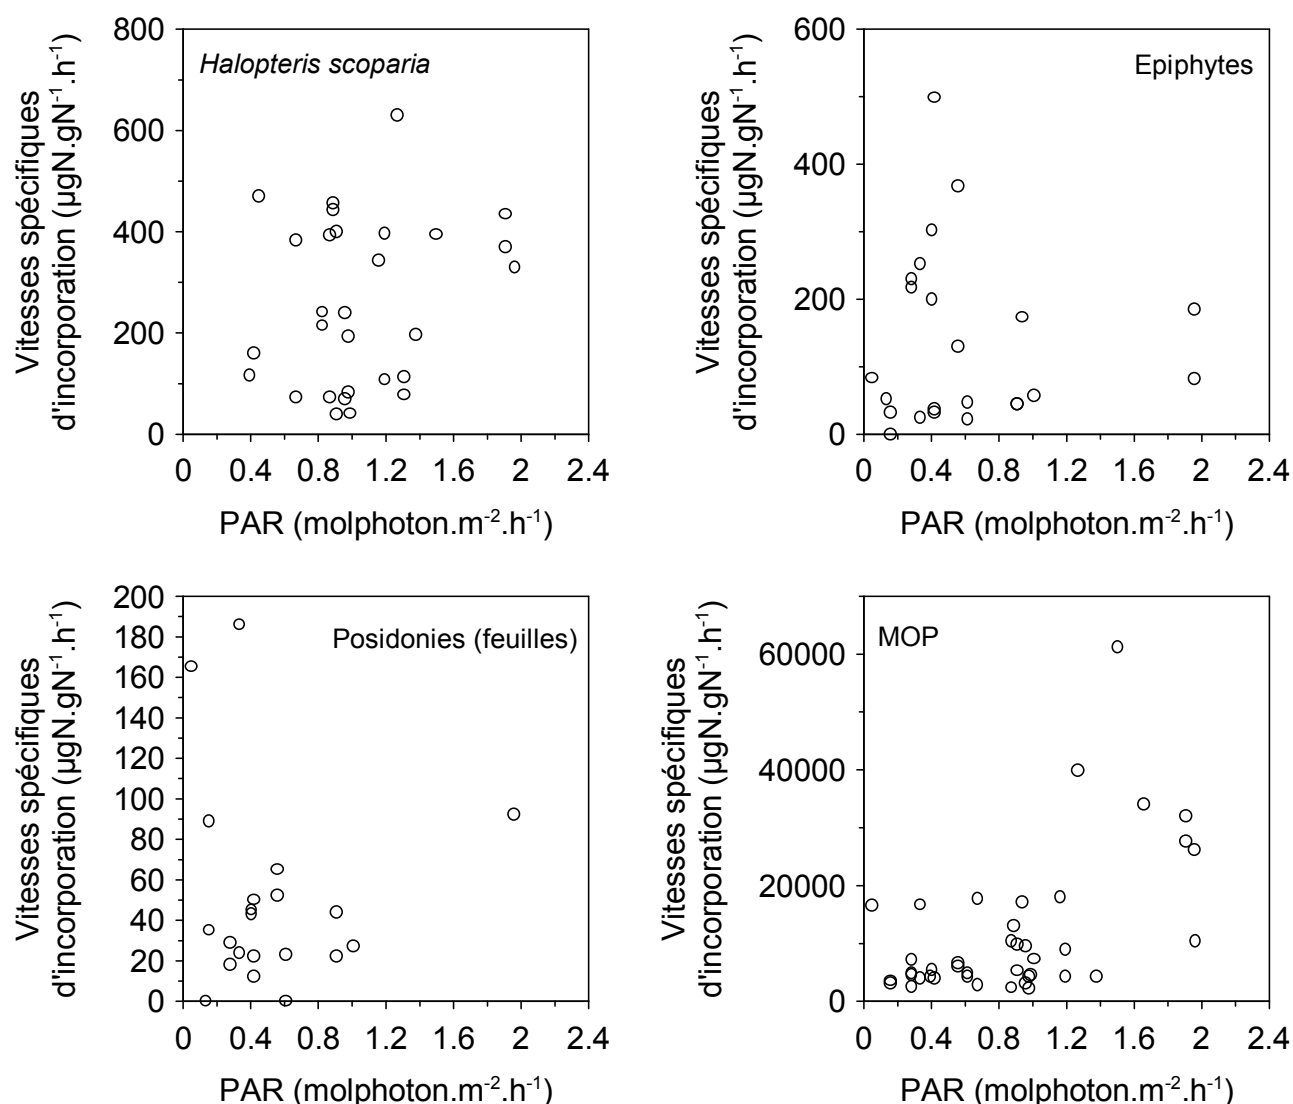 Vitesses spécifiques
d'incorporation (µgN.gN⁻¹.h⁻¹)
800
600
400
200
0
Halopteris scoparia
0 0.4 0.8 1.2 1.6 2 2.4
PAR (molphoton.m⁻².h⁻¹)
Vitesses spécifiques
d'incorporation (µgN.gN⁻¹.h⁻¹)
600
400
200
0
Epiphytes
0 0.4 0.8 1.2 1.6 2 2.4
PAR (molphoton.m⁻².h⁻¹)
Vitesses spécifiques
d'incorporation (µgN.gN⁻¹.h⁻¹)
200
180
160
140
120
100
80
60
40
20
0
Posidonies (feuilles)
0 0.4 0.8 1.2 1.6 2 2.4
PAR (molphoton.m⁻².h⁻¹)
Vitesses spécifiques
d'incorporation (µgN.gN⁻¹.h⁻¹)
60000
40000
20000
0
MOP
0 0.4 0.8 1.2 1.6 2 2.4
PAR (molphoton.m⁻².h⁻¹)